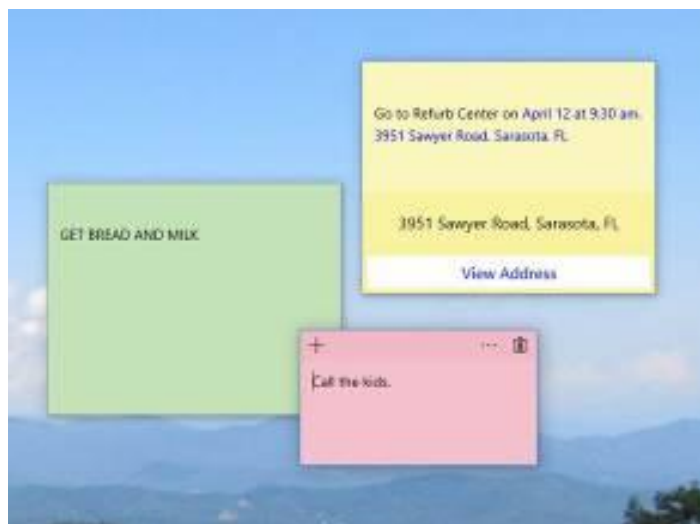 Go to Refurb Center on April 12 at 9:30 am.
3951 Sawyer Road, Sarasota, FL
3951 Sawyer Road, Sarasota, FL
View Address
GET BREAD AND MILK
Call the kids.